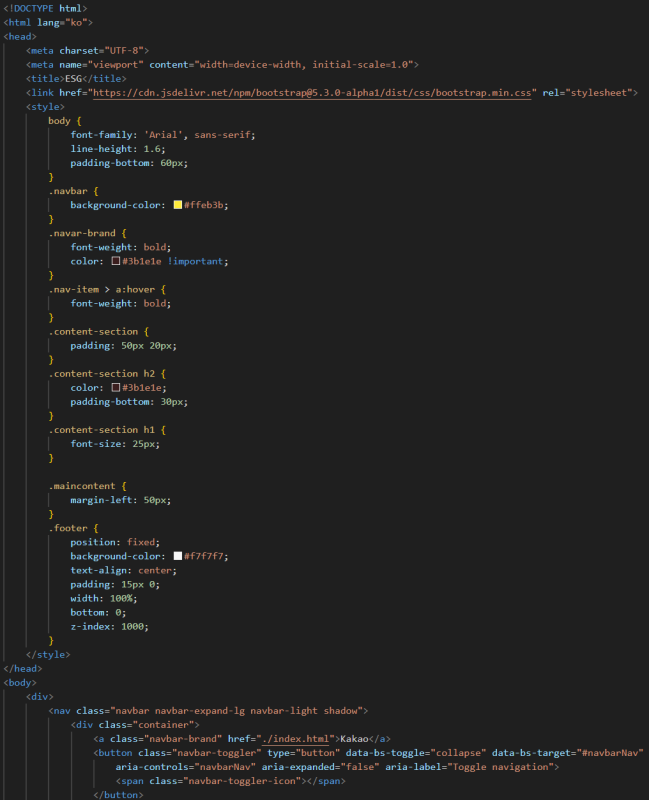 <!DOCTYPE html>
<html lang="ko">
<head>
    <meta charset="UTF-8">
    <meta name="viewport" content="width=device-width, initial-scale=1.0">
    <title>ESG</title>
    <link href="https://cdn.jsdelivr.net/npm/bootstrap@5.3.0-alpha1/dist/css/bootstrap.min.css" rel="stylesheet">
    <style>
        body {
            font-family: 'Arial', sans-serif;
            line-height: 1.6;
            padding-bottom: 60px;
        }
        .navbar {
            background-color: #ffeb3b;
        }
        .navar-brand {
            font-weight: bold;
            color: #3b1e1e !important;
        }
        .nav-item > a:hover {
            font-weight: bold;
        }
        .content-section {
            padding: 50px 20px;
        }
        .content-section h2 {
            color: #3b1e1e;
            padding-bottom: 30px;
        }
        .content-section h1 {
            font-size: 25px;
        }

        .maincontent {
            margin-left: 50px;
        }
        .footer {
            position: fixed;
            background-color: #f7f7f7;
            text-align: center;
            padding: 15px 0;
            width: 100%;
            bottom: 0;
            z-index: 1000;
        }
    </style>
</head>
<body>
    <div>
        <nav class="navbar navbar-expand-lg navbar-light shadow">
            <div class="container">
                <a class="navbar-brand" href="./index.html">Kakao</a>
                <button class="navbar-toggler" type="button" data-bs-toggle="collapse" data-bs-target="#navbarNav"
                    aria-controls="navbarNav" aria-expanded="false" aria-label="Toggle navigation">
                    <span class="navbar-toggler-icon"></span>
                </button>